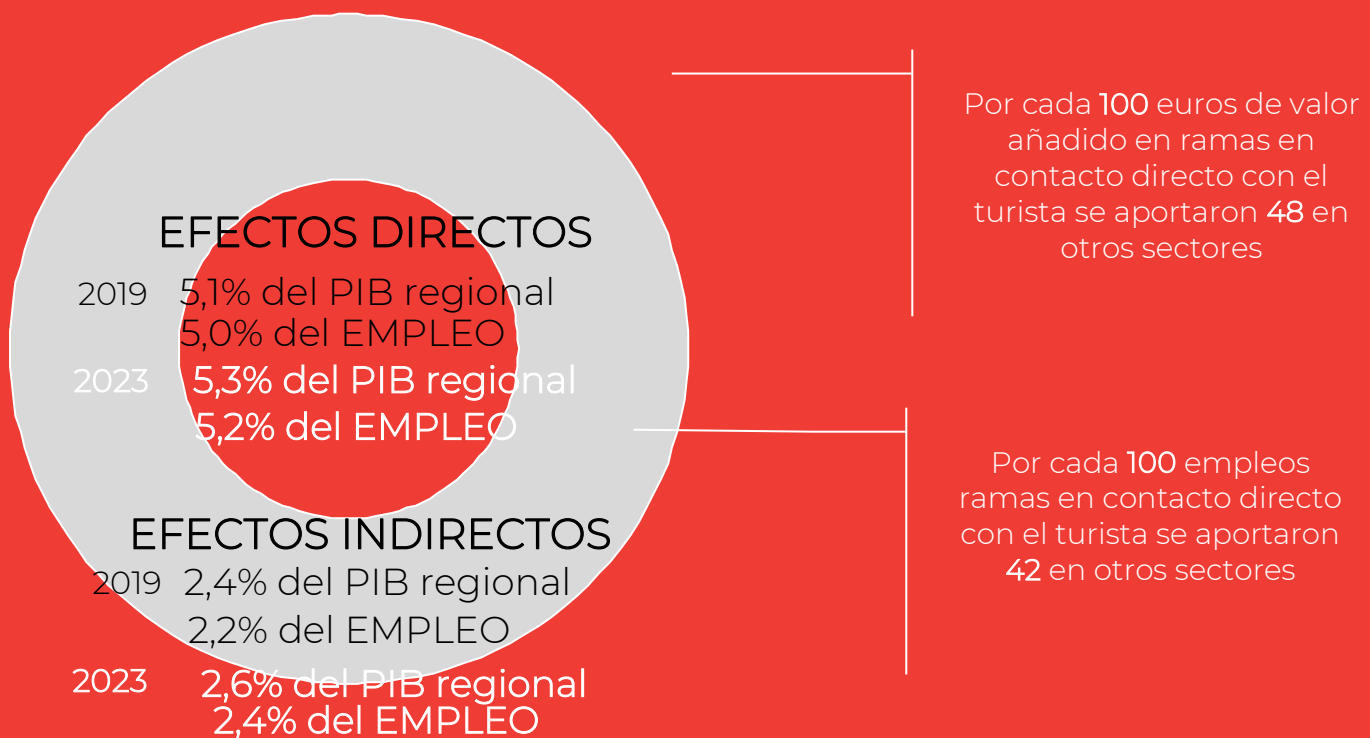 EFECTOS DIRECTOS
2019 5,1% del PIB regional
5,0% del EMPLEO
2023 5,3% del PIB regional
5,2% del EMPLEO
EFECTOS INDIRECTOS
2019 2,4% del PIB regional
2,2% del EMPLEO
2023 2,6% del PIB regional
2,4% del EMPLEO
Por cada 100 euros de valor
añadido en ramas en
contacto directo con el
turista se aportaron 48 en
otros sectores
Por cada 100 empleos
ramas en contacto directo
con el turista se aportaron
42 en otros sectores